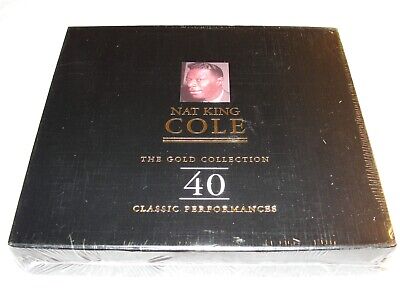 NAT KING
COLE
THE GOLD COLLECTION
40
CLASSIC PERFORMANCES